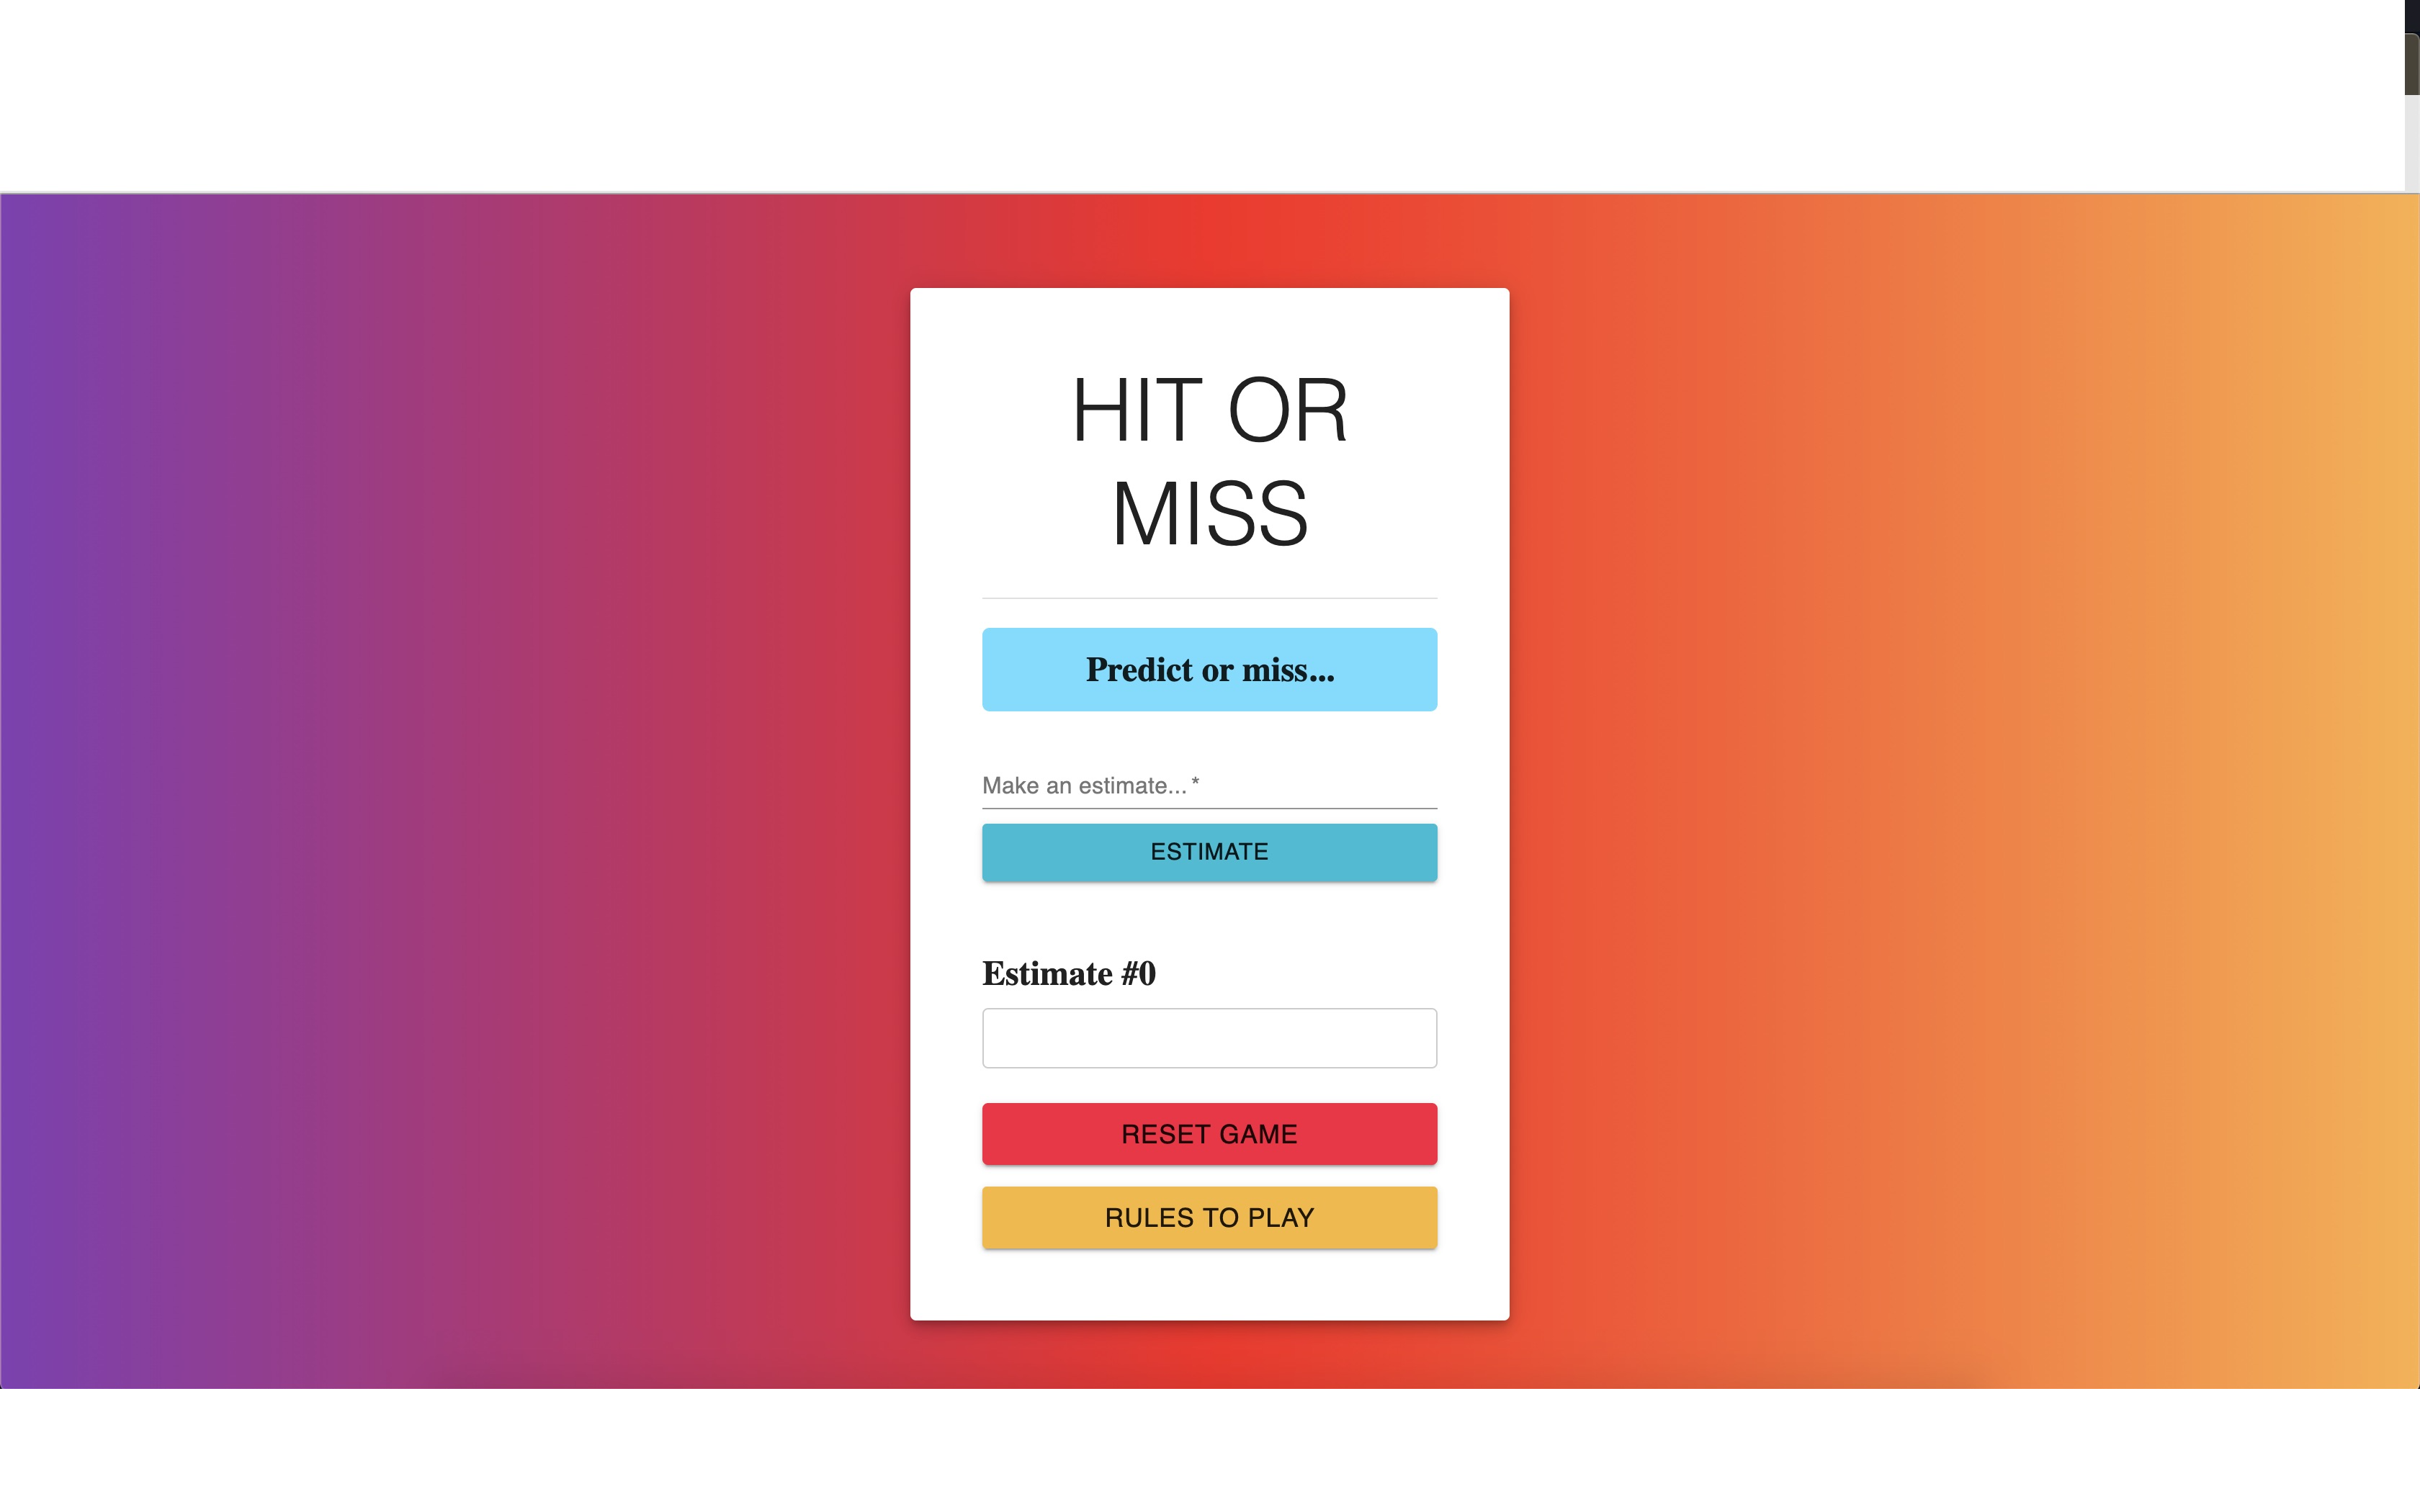 HIT OR
MISS
Predict or miss...
Make an estimate... *
ESTIMATE
Estimate #0
RESET GAME
RULES TO PLAY